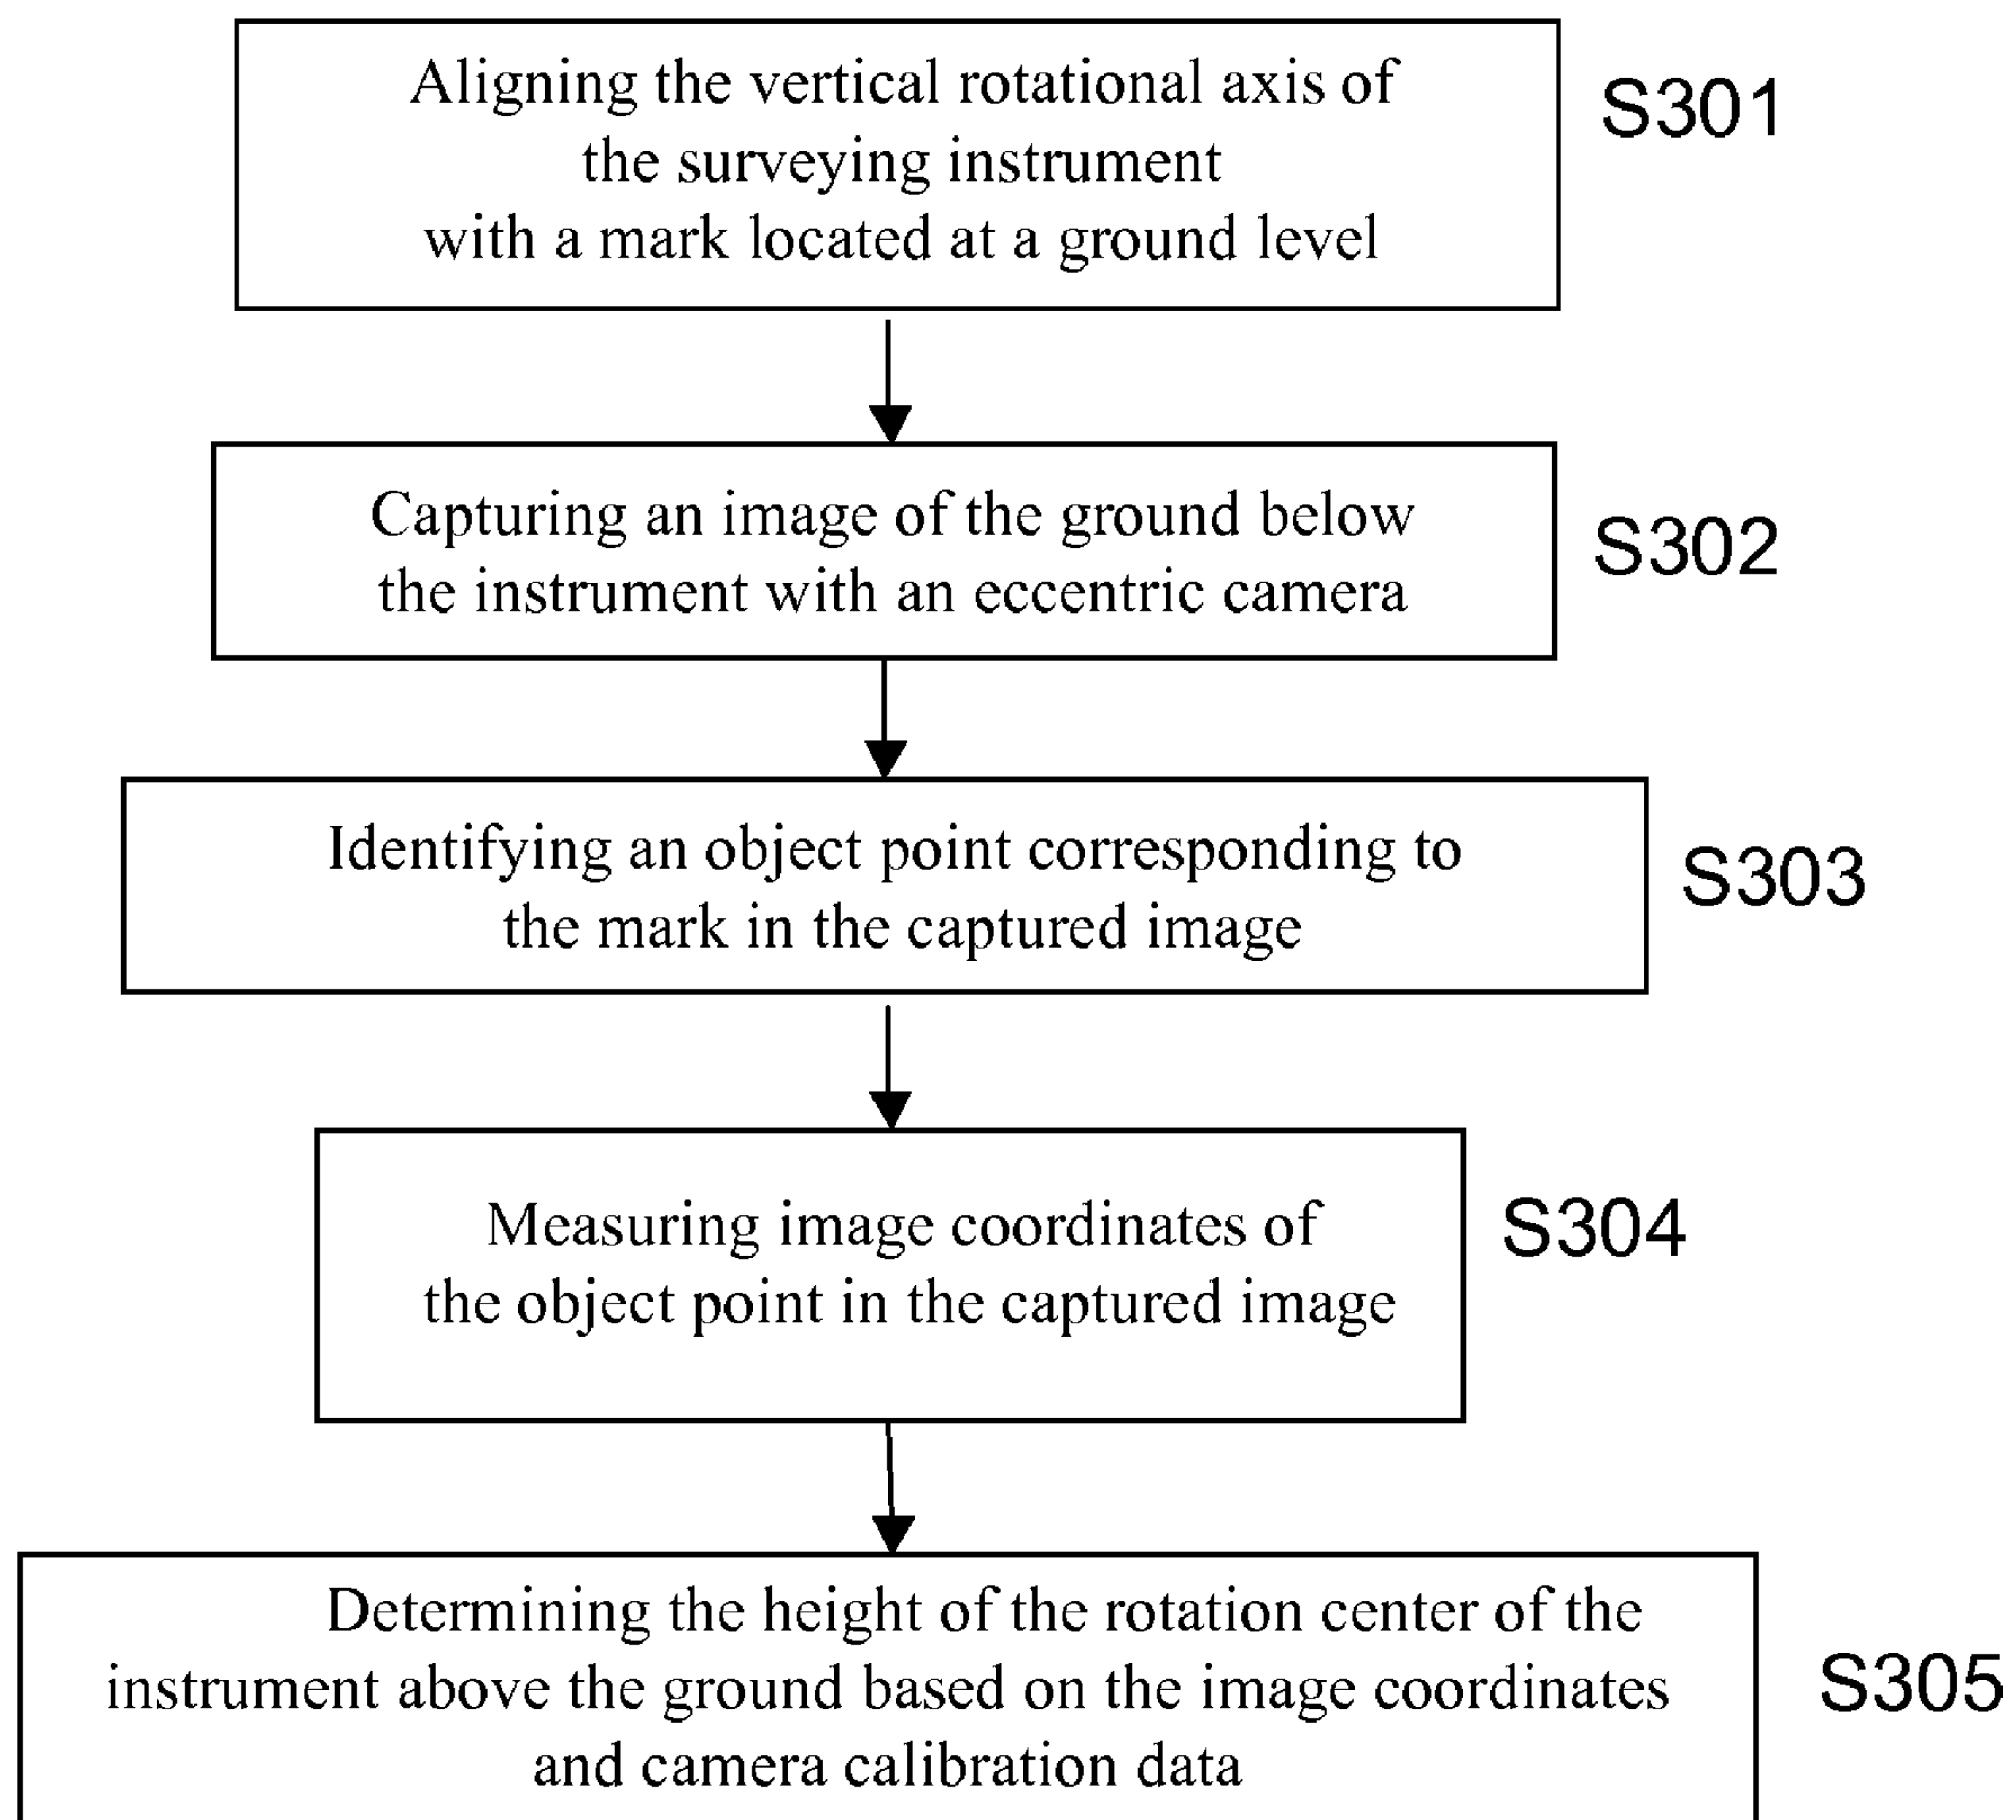 Aligning the vertical rotational axis of
the surveying instrument
with a mark located at a ground level
S301
Capturing an image of the ground below
the instrument with an eccentric camera
S302
Identifying an object point corresponding to
the mark in the captured image
S303
Measuring image coordinates of
the object point in the captured image
S304
Determining the height of the rotation center of the
instrument above the ground based on the image coordinates
and camera calibration data
S305